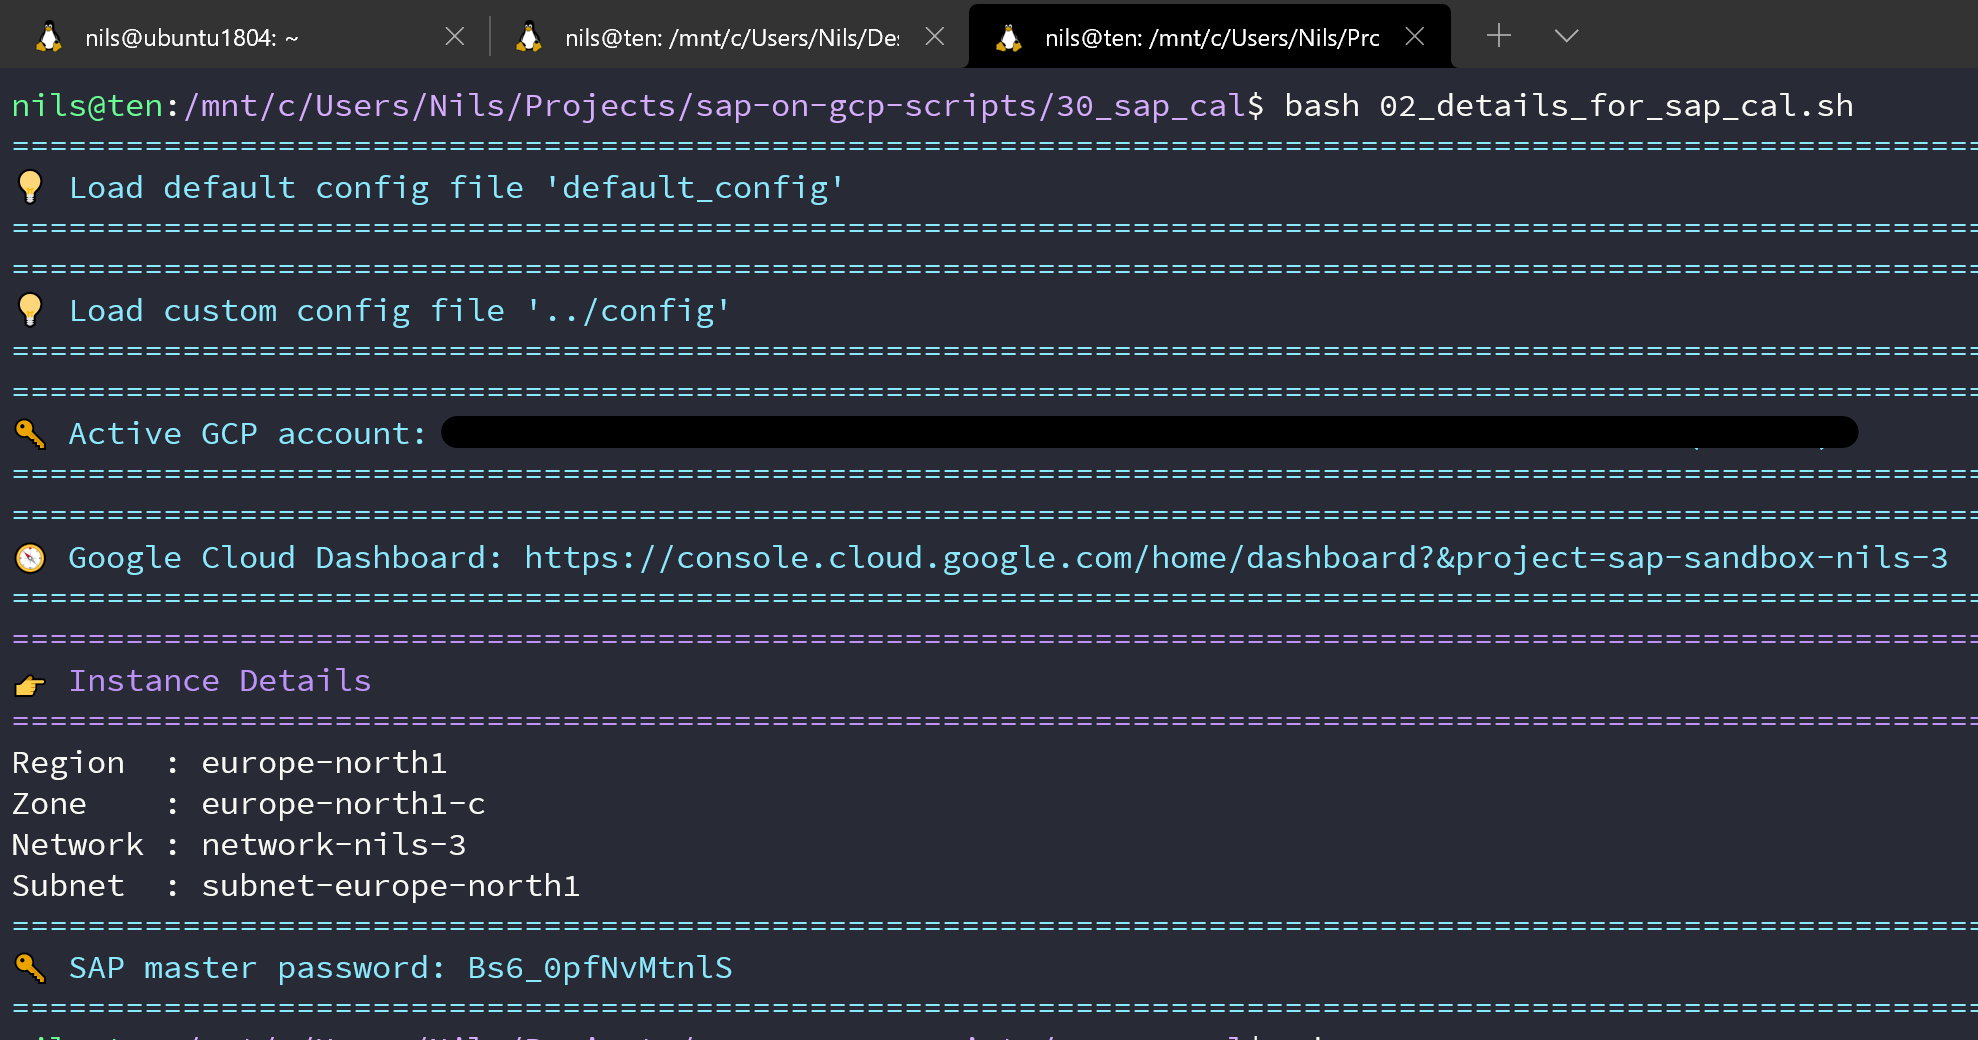 nils@ubuntu1804: ~
nils@ten: /mnt/c/Users/Nils/Des
nils@ten: /mnt/c/Users/Nils/Prc
nils@ten:/mnt/c/Users/Nils/Projects/sap-on-gcp-scripts/30_sap_cal$ bash 02_details_for_sap_cal.sh
========================================================================================================
Load default config file 'default_config'
========================================================================================================
========================================================================================================
Load custom config file '../config'
========================================================================================================
========================================================================================================
Active GCP account:
========================================================================================================
========================================================================================================
Google Cloud Dashboard: https://console.cloud.google.com/home/dashboard?&project=sap-sandbox-nils-3
========================================================================================================
========================================================================================================
Instance Details
========================================================================================================
Region  : europe-north1
Zone    : europe-north1-c
Network : network-nils-3
Subnet  : subnet-europe-north1
========================================================================================================
SAP master password: Bs6_0pfNvMtnlS
========================================================================================================